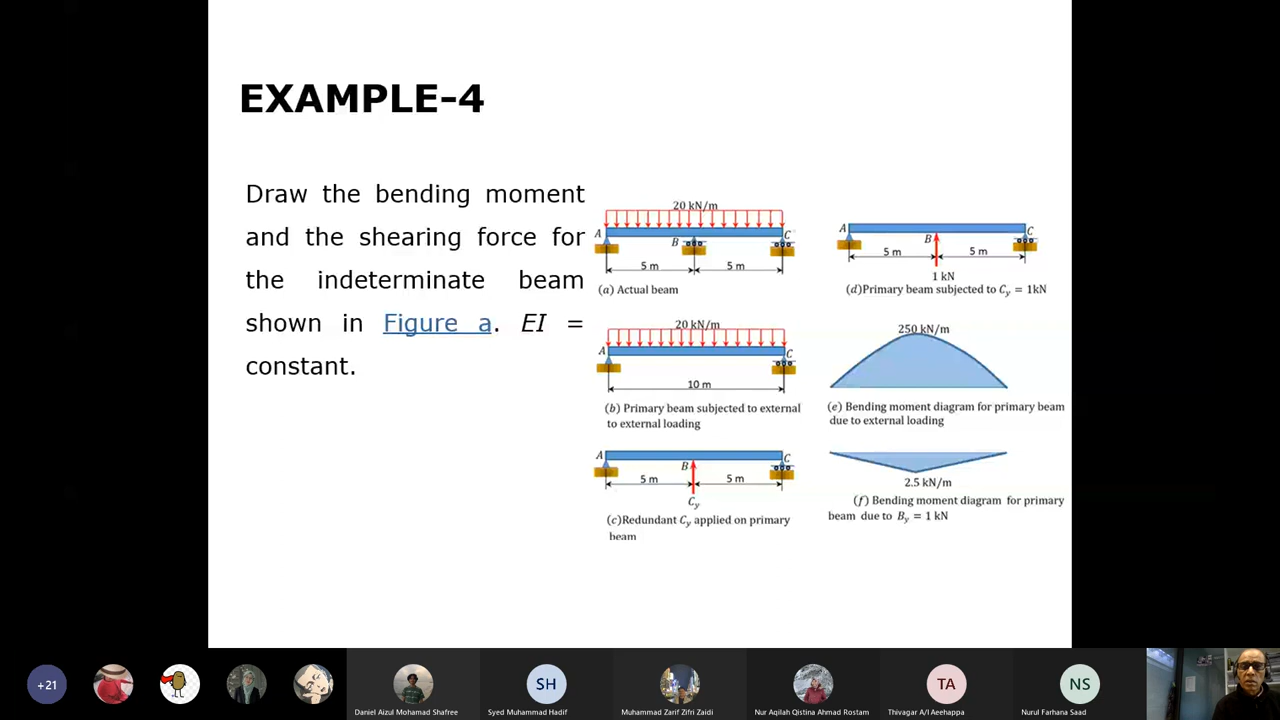 EXAMPLE-4
Draw the bending moment
and the shearing force for
the indeterminate beam
shown in Figure a. EI =
constant.
20 kN/m
A
B
C
5 m
5 m
(a) Actual beam
A
B
C
5 m
5 m
1 kN
(d)Primary beam subjected to Cy = 1kN
20 kN/m
A
C
10 m
(b) Primary beam subjected to external
to external loading
250 kN/m
(e) Bending moment diagram for primary beam
due to external loading
A
B
C
5 m
5 m
Cy
(c)Redundant Cy applied on primary
beam
2.5 kN/m
(f) Bending moment diagram for primary
beam due to By = 1 kN
+21
Daniel Aizul Mohamad Shafree
SH
Syed Muhammad Hadif
Muhammad Zarif Zifri Zaidi
Nur Aqilah Qistina Ahmad Rostam
TA
Thivagar A/l Aeehappa
NS
Nurul Farhana Saad